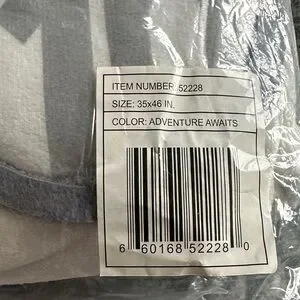 ITEM NUMBER: 52228
SIZE: 35x46 IN.
COLOR: ADVENTURE AWAITS
6 60168 52228 0